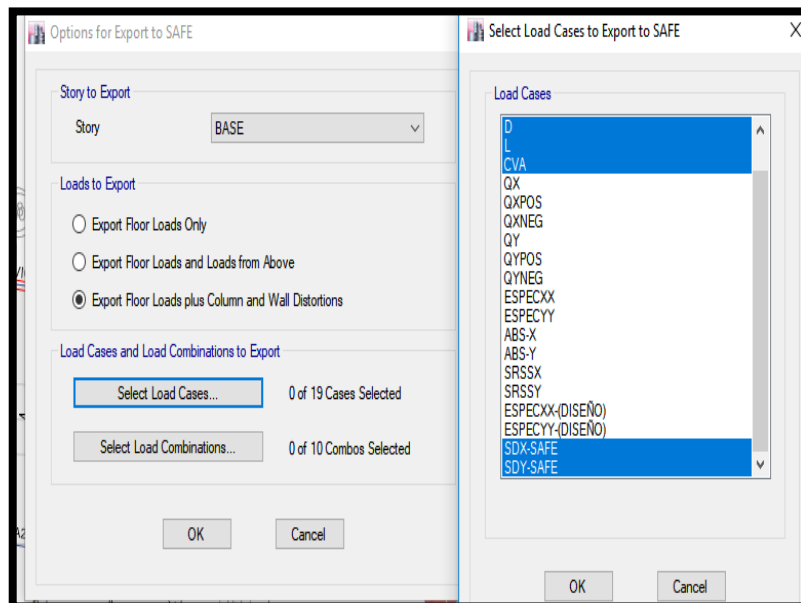 Options for Export to SAFE
Story to Export
Story BASE
Loads to Export
Export Floor Loads Only
Export Floor Loads and Loads from Above
Export Floor Loads plus Column and Wall Distortions
Load Cases and Load Combinations to Export
Select Load Cases... 0 of 19 Cases Selected
Select Load Combinations... 0 of 10 Combos Selected
OK Cancel
Select Load Cases to Export to SAFE
Load Cases
D
L
CVA
QX
QXPOS
QXNEG
QY
QYPOS
QYNEG
ESPECXX
ESPECYY
ABS-X
ABS-Y
SRSSX
SRSSY
ESPECXX-(DISEÑO)
ESPECYY-(DISEÑO)
SDX-SAFE
SDY-SAFE
OK Cancel